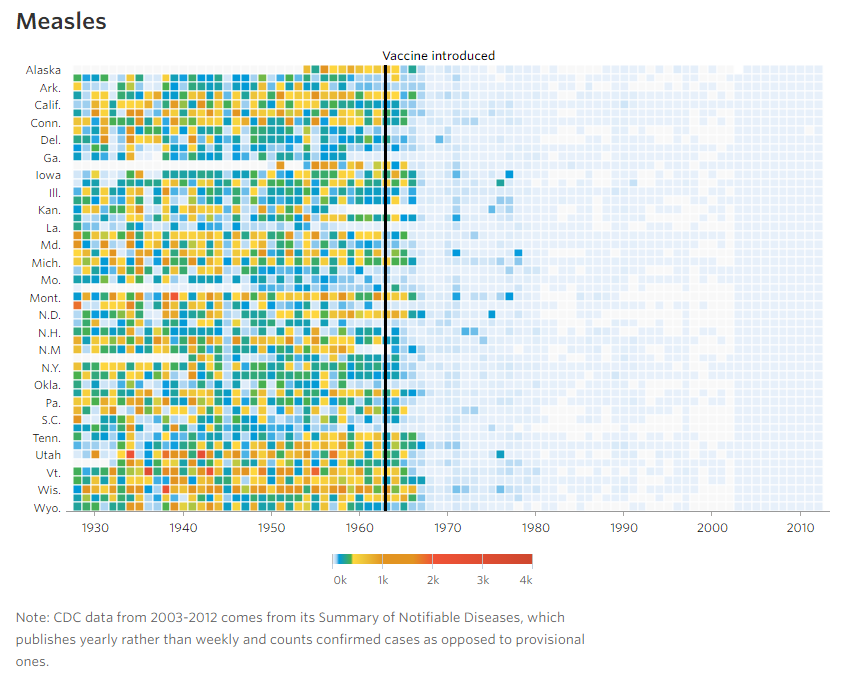 Measles
Vaccine introduced
Alaska
Ark.
Calif.
Conn.
Del.
Ga.
Iowa
Ill.
Kan.
La.
Md.
Mich.
Mo.
Mont.
N.D.
N.H.
N.M
N.Y.
Okla.
Pa.
S.C.
Tenn.
Utah
Vt.
Wis.
Wyo.
1930 1940 1950 1960 1970 1980 1990 2000 2010
0k 1k 2k 3k 4k
Note: CDC data from 2003-2012 comes from its Summary of Notifiable Diseases, which
publishes yearly rather than weekly and counts confirmed cases as opposed to provisional
ones.